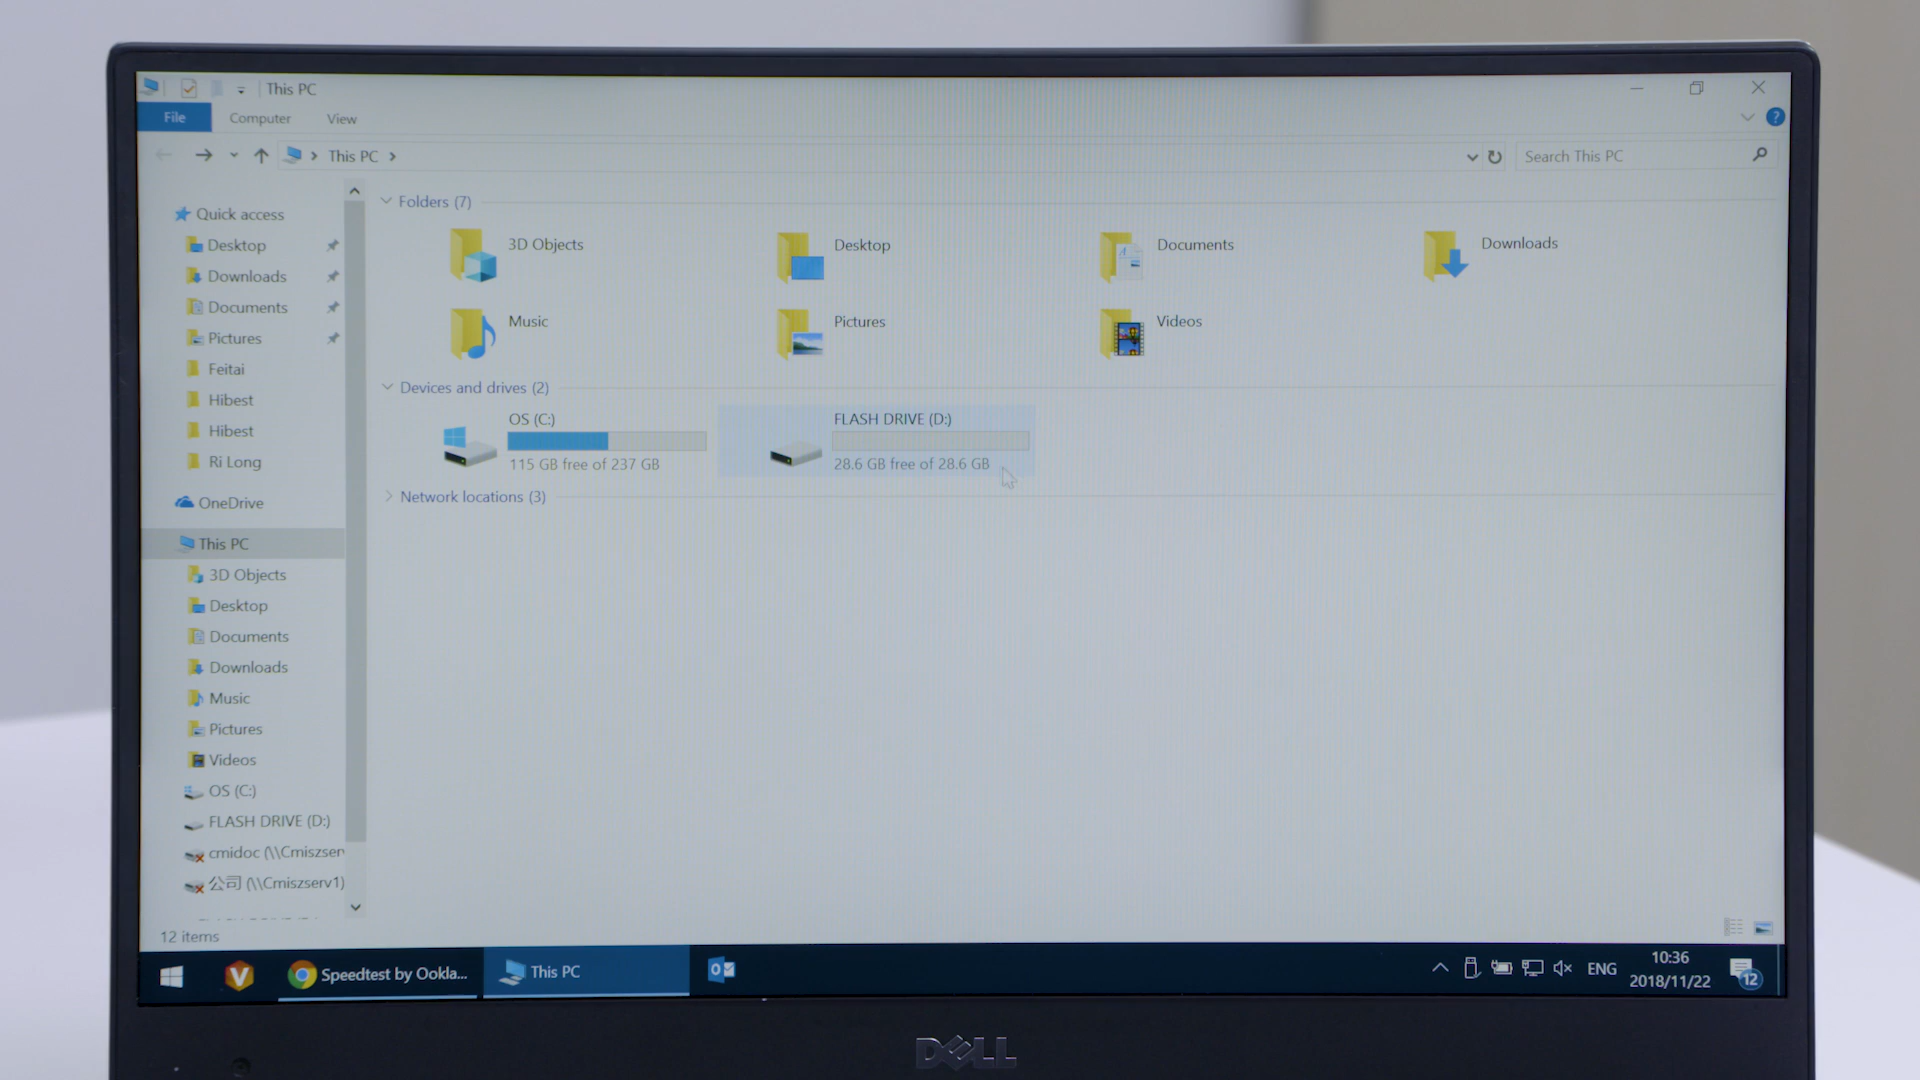 This PC
File Computer View
This PC
Search This PC
Quick access
Desktop
Downloads
Documents
Pictures
Feitai
Hibest
Hibest
Ri Long
OneDrive
This PC
3D Objects
Desktop
Documents
Downloads
Music
Pictures
Videos
OS (C:)
FLASH DRIVE (D:)
cmidoc (\\Cmiszser
公司 (\\Cmiszserv1)
12 items
Folders (7)
3D Objects
Desktop
Documents
Downloads
Music
Pictures
Videos
Devices and drives (2)
OS (C:)
115 GB free of 237 GB
FLASH DRIVE (D:)
28.6 GB free of 28.6 GB
Network locations (3)
Speedtest by Ookla...
This PC
ENG
10:36
2018/11/22
12
DELL